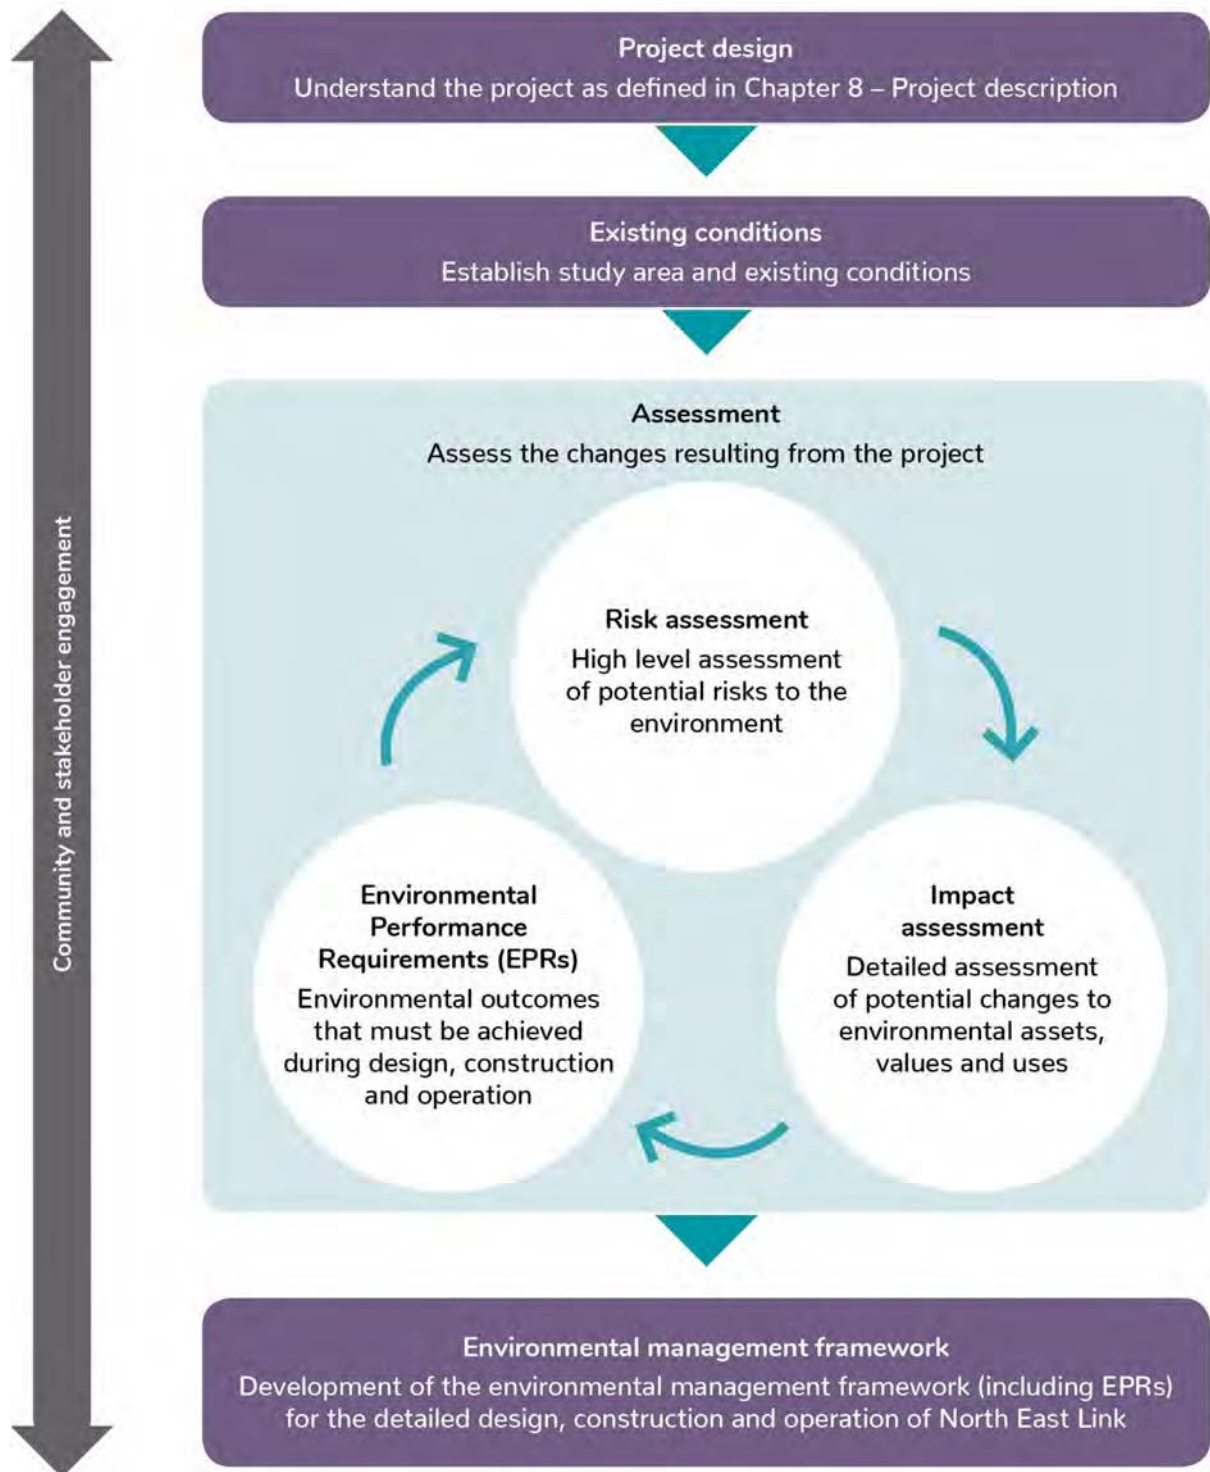 Project design
Understand the project as defined in Chapter 8 – Project description
Existing conditions
Establish study area and existing conditions
Assessment
Assess the changes resulting from the project
Risk assessment
High level assessment
of potential risks to the
environment
Impact
assessment
Detailed assessment
of potential changes to
environmental assets,
values and uses
Environmental
Performance
Requirements (EPRs)
Environmental outcomes
that must be achieved
during design, construction
and operation
Environmental management framework
Development of the environmental management framework (including EPRs)
for the detailed design, construction and operation of North East Link
Community and stakeholder engagement